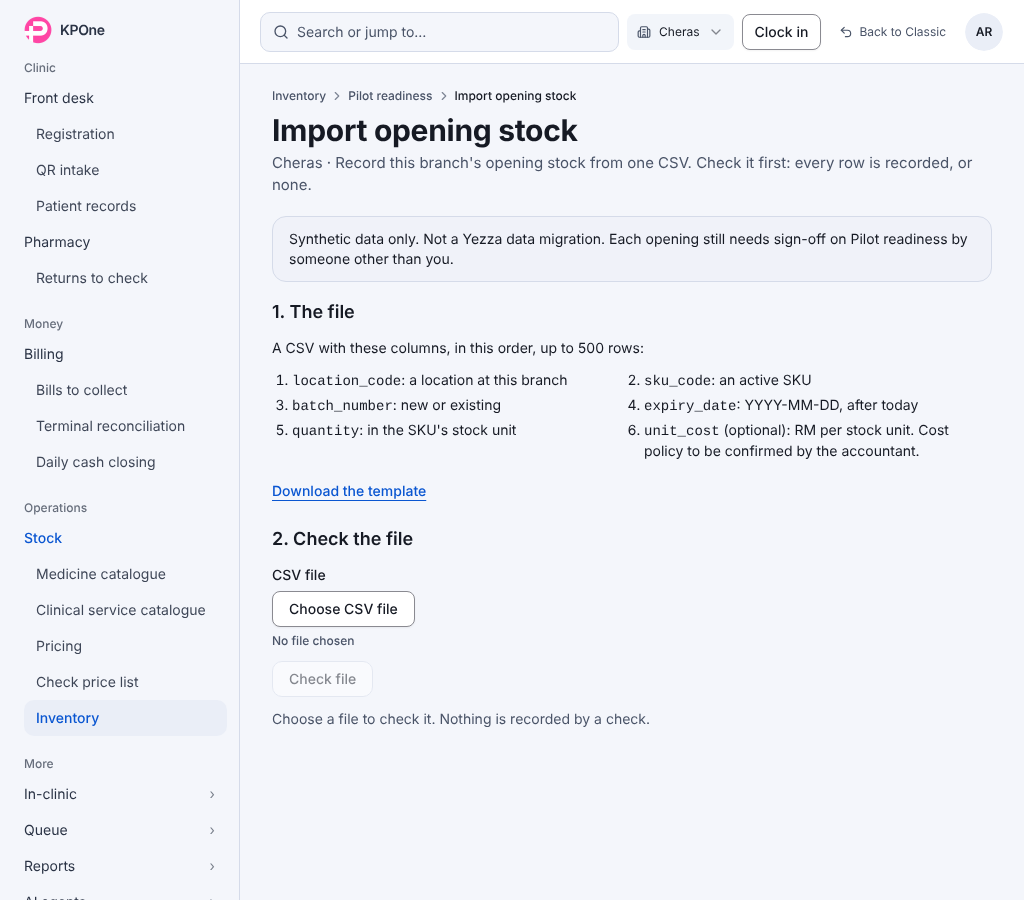 KPOne
Clinic
Front desk
Registration
QR intake
Patient records
Pharmacy
Returns to check
Money
Billing
Bills to collect
Terminal reconciliation
Daily cash closing
Operations
Stock
Medicine catalogue
Clinical service catalogue
Pricing
Check price list
Inventory
More
In-clinic
Queue
Reports
AI agents
Search or jump to...
Cheras
Clock in
Back to Classic
AR
Inventory > Pilot readiness > Import opening stock
Import opening stock
Cheras · Record this branch's opening stock from one CSV. Check it first: every row is recorded, or
none.
Synthetic data only. Not a Yezza data migration. Each opening still needs sign-off on Pilot readiness by
someone other than you.
1. The file
A CSV with these columns, in this order, up to 500 rows:
1. location_code: a location at this branch
2. sku_code: an active SKU
3. batch_number: new or existing
4. expiry_date: YYYY-MM-DD, after today
5. quantity: in the SKU's stock unit
6. unit_cost (optional): RM per stock unit. Cost
policy to be confirmed by the accountant.
Download the template
2. Check the file
CSV file
Choose CSV file
No file chosen
Check file
Choose a file to check it. Nothing is recorded by a check.